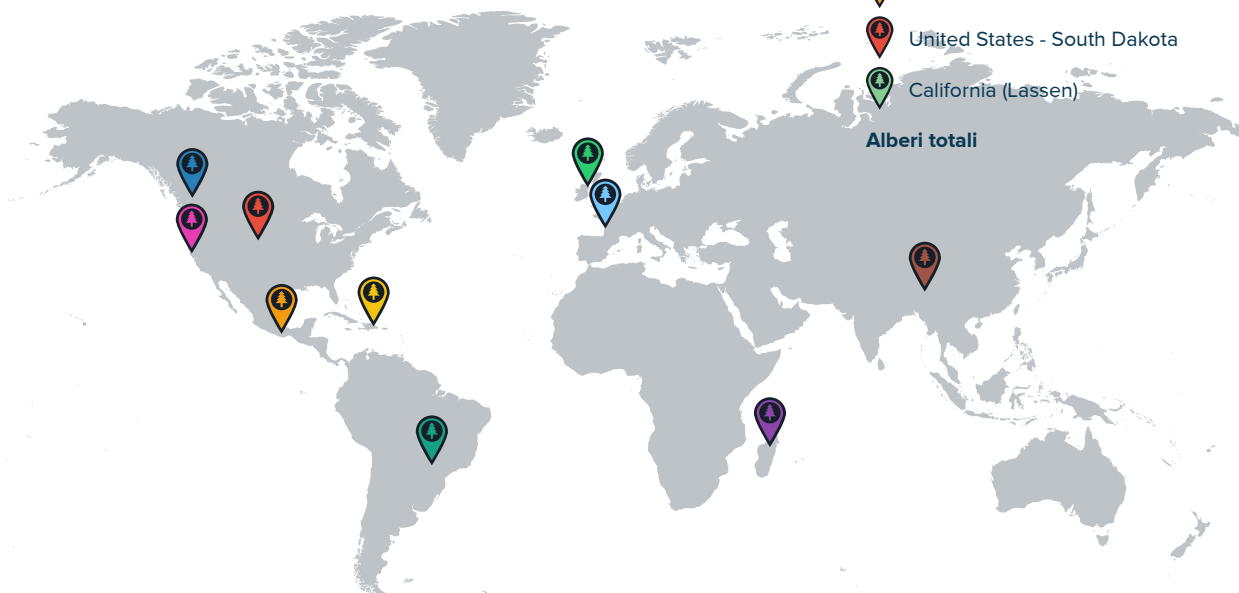 United States - South Dakota
California (Lassen)
Alberi totali